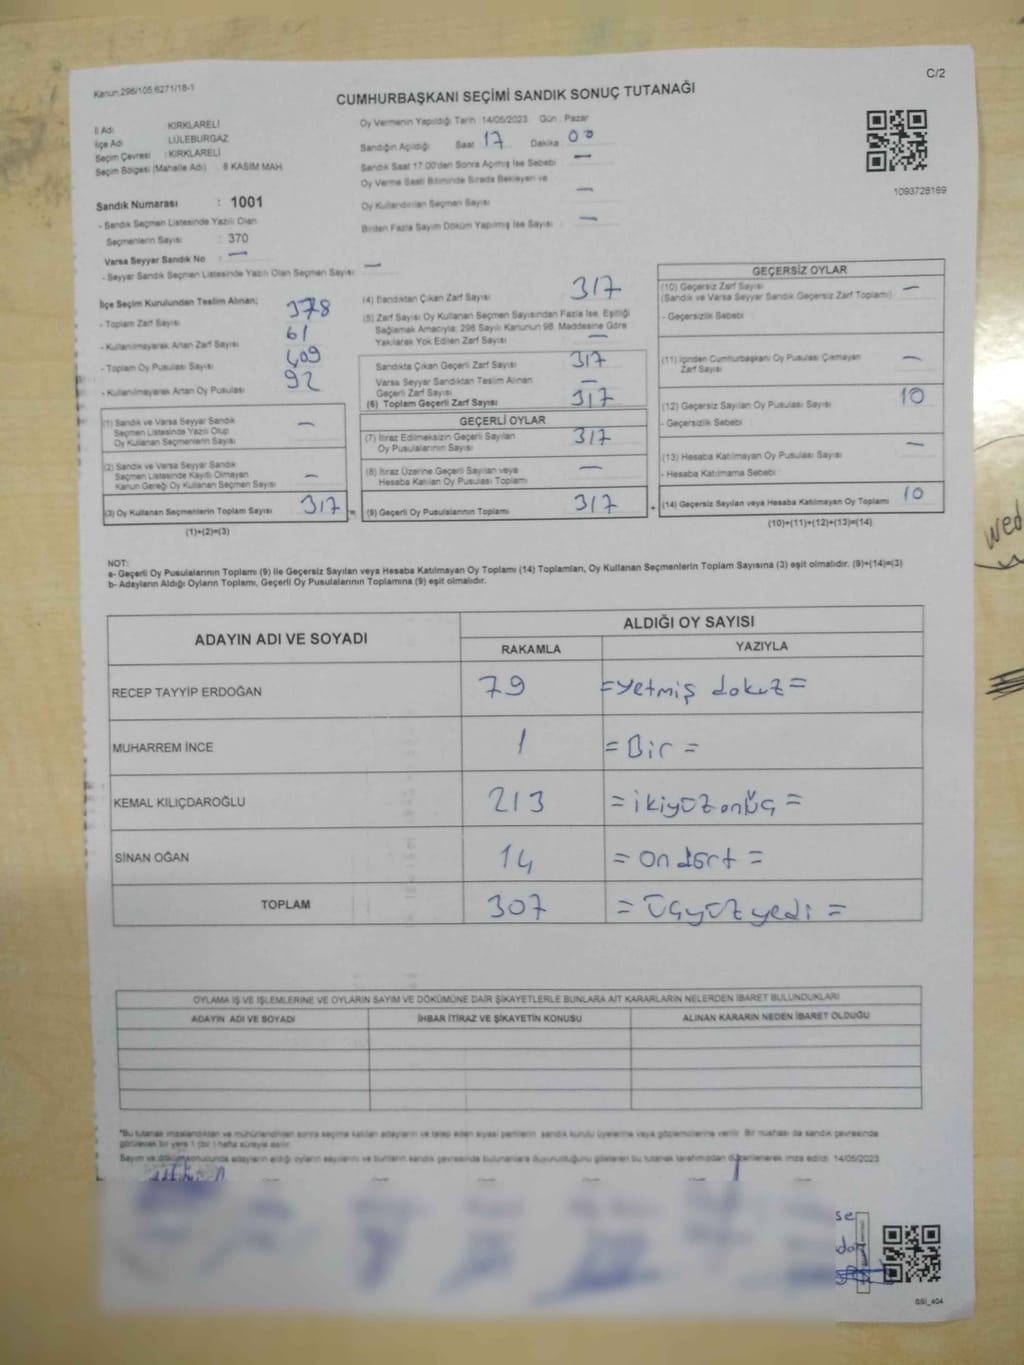 C/2
Kanun:298/105,6271/18-1
CUMHURBAŞKANI SEÇİMİ SANDIK SONUÇ TUTANAĞI
İl Adı : KIRKLARELİ
İlçe Adı : LÜLEBURGAZ
Seçim Çevresi : KIRKLARELİ
Seçim Bölgesi (Mahalle Adı) : 8 KASIM MAH
Sandık Numarası : 1001
- Sandık Seçmen Listesinde Yazılı Olan
Seçmenlerin Sayısı : 370
Varsa Seyyar Sandık No : —
- Seyyar Sandık Seçmen Listesinde Yazılı Olan Seçmen Sayısı : —
Oy Vermenin Yapıldığı Tarih : 14/05/2023 Gün : Pazar
Sandığın Açıldığı Saat : 17 Dakika : 00
Sandık Saat 17.00'den Sonra Açılmış İse Sebebi : —
Oy Verme Saati Bitiminde Sırada Bekleyen ve
Oy Kullandırılan Seçmen Sayısı : —
Birden Fazla Sayım Döküm Yapılmış İse Sayısı : —
1093728169
İlçe Seçim Kurulundan Teslim Alınan;
- Toplam Zarf Sayısı : 378
- Kullanılmayarak Artan Zarf Sayısı : 61
- Toplam Oy Pusulası Sayısı : 409
- Kullanılmayarak Artan Oy Pusulası : 92
(1) Sandık ve Varsa Seyyar Sandık
Seçmen Listesinde Yazılı Olup
Oy Kullanan Seçmenlerin Sayısı —
(2) Sandık ve Varsa Seyyar Sandık
Seçmen Listesinde Kayıtlı Olmayan
Kanun Gereği Oy Kullanan Seçmen Sayısı —
(3) Oy Kullanan Seçmenlerin Toplam Sayısı 317
(1)+(2)=(3)
(4) Sandıktan Çıkan Zarf Sayısı 317
(5) Zarf Sayısı Oy Kullanan Seçmen Sayısından Fazla İse, Eşitliği
Sağlamak Amacıyla; 298 Sayılı Kanunun 98. Maddesine Göre
Yakılarak Yok Edilen Zarf Sayısı —
Sandıkta Çıkan Geçerli Zarf Sayısı 317
Varsa Seyyar Sandıktan Teslim Alınan
Geçerli Zarf Sayısı —
(6) Toplam Geçerli Zarf Sayısı 317
GEÇERLİ OYLAR
(7) İtiraz Edilmeksizin Geçerli Sayılan
Oy Pusulalarının Sayısı 317
(8) İtiraz Üzerine Geçerli Sayılan veya
Hesaba Katılan Oy Pusulası Toplamı —
= (9) Geçerli Oy Pusulalarının Toplamı 317
GEÇERSİZ OYLAR
(10) Geçersiz Zarf Sayısı —
(Sandık ve Varsa Seyyar Sandık Geçersiz Zarf Toplamı)
- Geçersizlik Sebebi
(11) İçinden Cumhurbaşkanı Oy Pusulası Çıkmayan
Zarf Sayısı —
(12) Geçersiz Sayılan Oy Pusulası Sayısı 10
- Geçersizlik Sebebi
(13) Hesaba Katılmayan Oy Pusulası Sayısı —
- Hesaba Katılmama Sebebi
+ (14) Geçersiz Sayılan veya Hesaba Katılmayan Oy Toplamı 10
(10)+(11)+(12)+(13)=(14)
NOT:
a- Geçerli Oy Pusulalarının Toplamı (9) ile Geçersiz Sayılan veya Hesaba Katılmayan Oy Toplamı (14) Toplamları, Oy Kullanan Seçmenlerin Toplam Sayısına (3) eşit olmalıdır. (9)+(14)=(3)
b- Adayların Aldığı Oyların Toplamı, Geçerli Oy Pusulalarının Toplamına (9) eşit olmalıdır.
ADAYIN ADI VE SOYADI ALDIĞI OY SAYISI
RAKAMLA YAZIYLA
RECEP TAYYİP ERDOĞAN 79 =yetmiş dokuz=
MUHARREM İNCE 1 =Bir=
KEMAL KILIÇDAROĞLU 213 =ikiyüzonüç=
SİNAN OĞAN 14 =On dört=
TOPLAM 307 =üçyüzyedi=
OYLAMA İŞ VE İŞLEMLERİNE VE OYLARIN SAYIM VE DÖKÜMÜNE DAİR ŞİKAYETLERLE BUNLARA AİT KARARLARIN NELERDEN İBARET BULUNDUKLARI
ADAYIN ADI VE SOYADI İHBAR İTİRAZ VE ŞİKAYETİN KONUSU ALINAN KARARIN NEDEN İBARET OLDUĞU
*Bu tutanak imzalandıktan ve mühürlendikten sonra seçime katılan adayların ve talep eden siyasi partilerin sandık kurulu üyelerine veya gözlemcilerine verilir. Bir nüshası da sandık çevresinde
görülecek bir yere 1 (bir) hafta süreyle asılır.
Sayım ve dökümsonucunda adayların aldığı oyların sayılarını ve bunların sandık çevresinde bulunanlara duyurulduğunu gösteren bu tutanak tarafımızdan düzenlenerek imza edildi. 14/05/2023
GSI_404